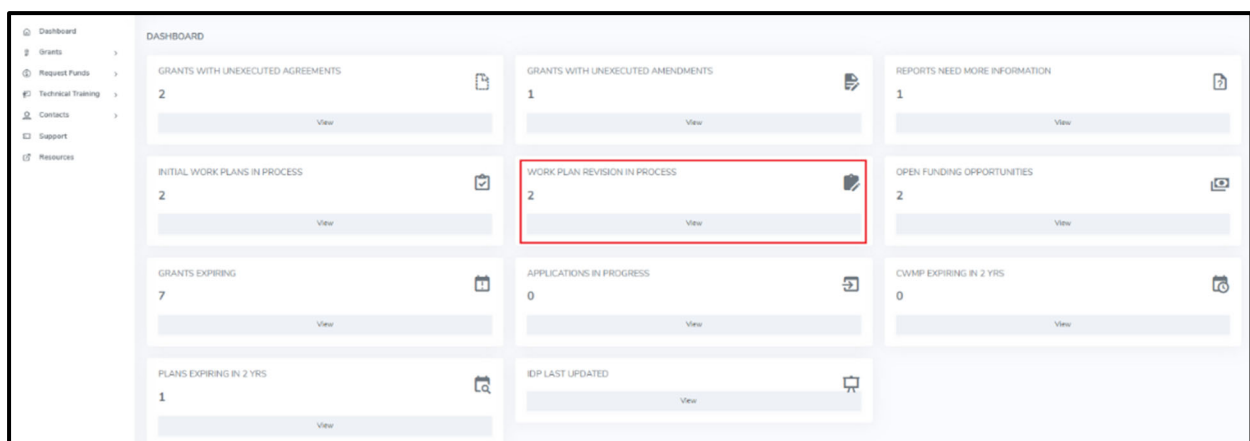 Dashboard
Grants
Request Funds
Technical Training
Contacts
Support
Resources
DASHBOARD
GRANTS WITH UNEXECUTED AGREEMENTS
2
View
GRANTS WITH UNEXECUTED AMENDMENTS
1
View
REPORTS NEED MORE INFORMATION
1
View
INITIAL WORK PLANS IN PROCESS
2
View
WORK PLAN REVISION IN PROCESS
2
View
OPEN FUNDING OPPORTUNITIES
2
View
GRANTS EXPIRING
7
View
APPLICATIONS IN PROGRESS
0
View
CWMP EXPIRING IN 2 YRS
0
View
PLANS EXPIRING IN 2 YRS
1
View
IDP LAST UPDATED
View